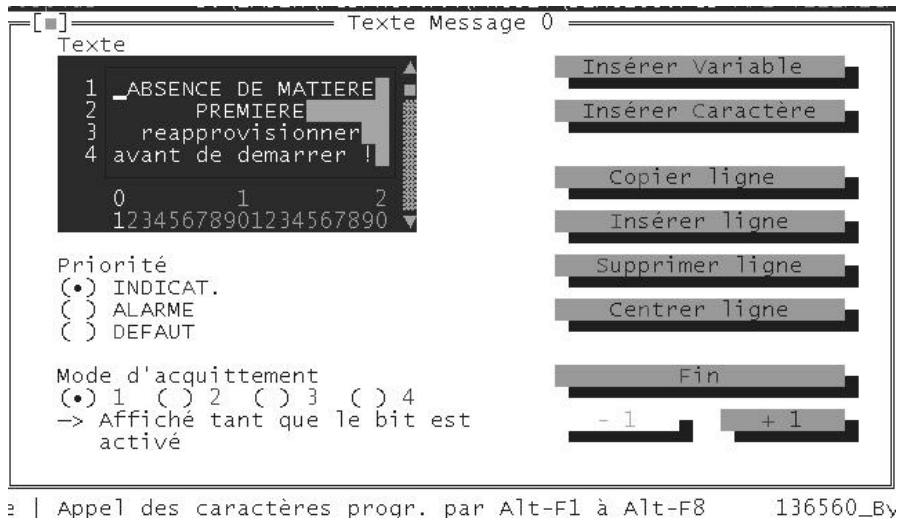 Texte Message 0
Texte
1 _ABSENCE DE MATIERE
2 PREMIERE
3 reapprovisionner
4 avant de demarrer !
0 1 2
12345678901234567890
Insérer Variable
Insérer Caractère
Copier ligne
Insérer ligne
Supprimer ligne
Centrer ligne
Fin
- 1 + 1
Priorité
(•) INDICAT.
( ) ALARME
( ) DEFAUT
Mode d'acquittement
(•) 1 ( ) 2 ( ) 3 ( ) 4
—> Affiché tant que le bit est
activé
e | Appel des caractères progr. par Alt-F1 à Alt-F8 136560_By